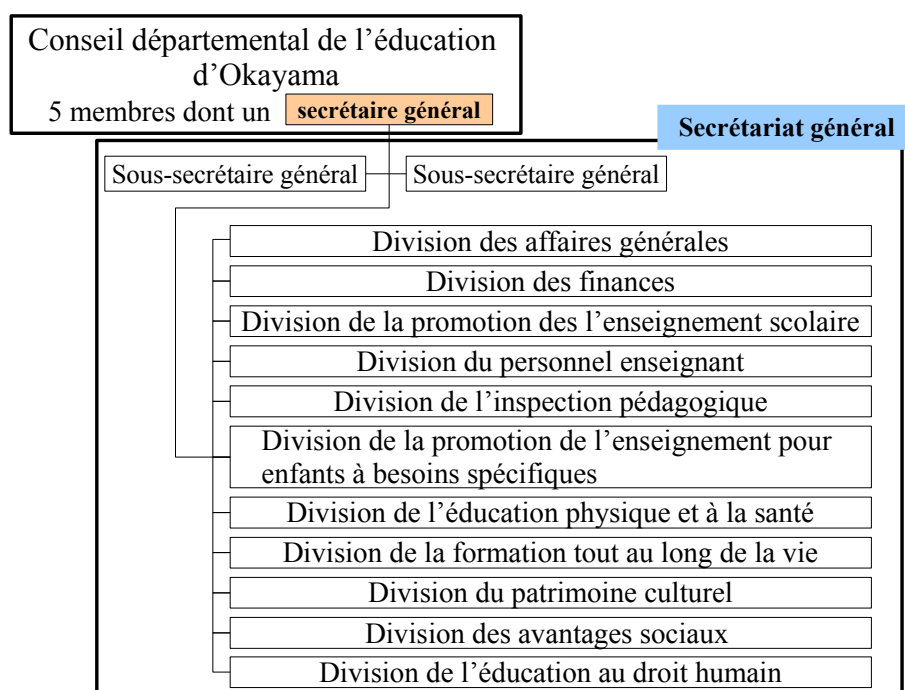 Conseil départemental de l’éducation
d’Okayama
5 membres dont un secrétaire général
Secrétariat général
Sous-secrétaire général Sous-secrétaire général
Division des affaires générales
Division des finances
Division de la promotion des l’enseignement scolaire
Division du personnel enseignant
Division de l’inspection pédagogique
Division de la promotion de l’enseignement pour
enfants à besoins spécifiques
Division de l’éducation physique et à la santé
Division de la formation tout au long de la vie
Division du patrimoine culturel
Division des avantages sociaux
Division de l’éducation au droit humain